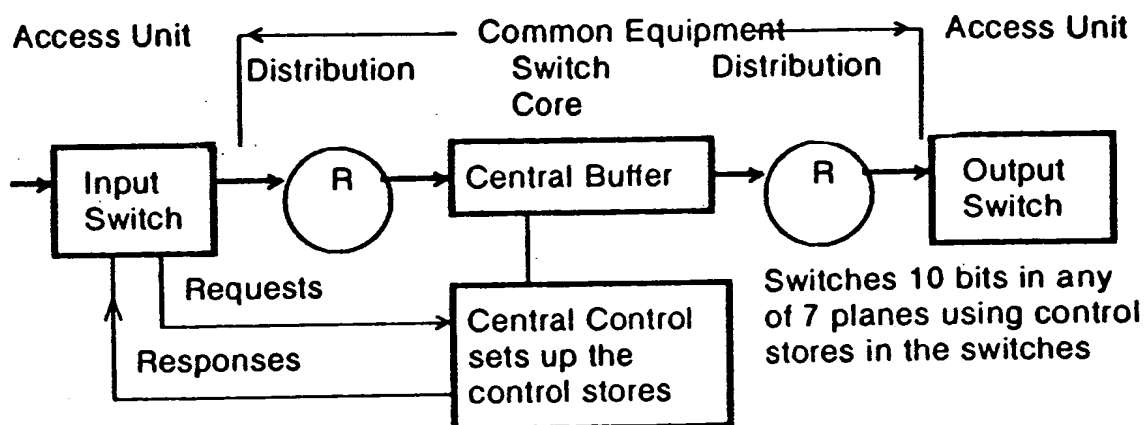 Access Unit
Common Equipment
Access Unit
Distribution
Switch
Core
Distribution
Input
Switch
R
Central Buffer
R
Output
Switch
Requests
Responses
Central Control
sets up the
control stores
Switches 10 bits in any
of 7 planes using control
stores in the switches